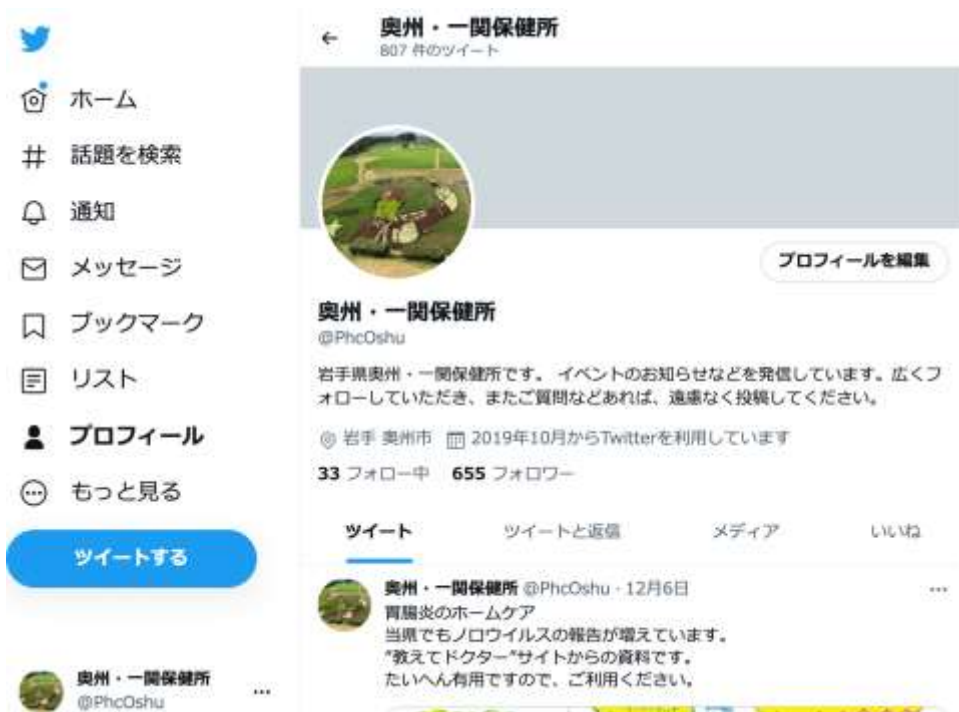 奥州・一関保健所
807 件のツイート
ホーム
話題を検索
通知
メッセージ
ブックマーク
リスト
プロフィール
もっと見る
ツイートする
奥州・一関保健所
@PhcOshu
プロフィールを編集
奥州・一関保健所
@PhcOshu
岩手県奥州・一関保健所です。 イベントのお知らせなどを発信しています。広くフ
ォローしていただき、またご質問などあれば、遠慮なく投稿してください。
岩手 奥州市 2019年10月からTwitterを利用しています
33 フォロー中 655 フォロワー
ツイート ツイートと返信 メディア いいね
奥州・一関保健所 @PhcOshu · 12月6日
胃腸炎のホームケア
当県でもノロウイルスの報告が増えています。
"教えてドクター"サイトからの資料です。
たいへん有用ですので、ご利用ください。